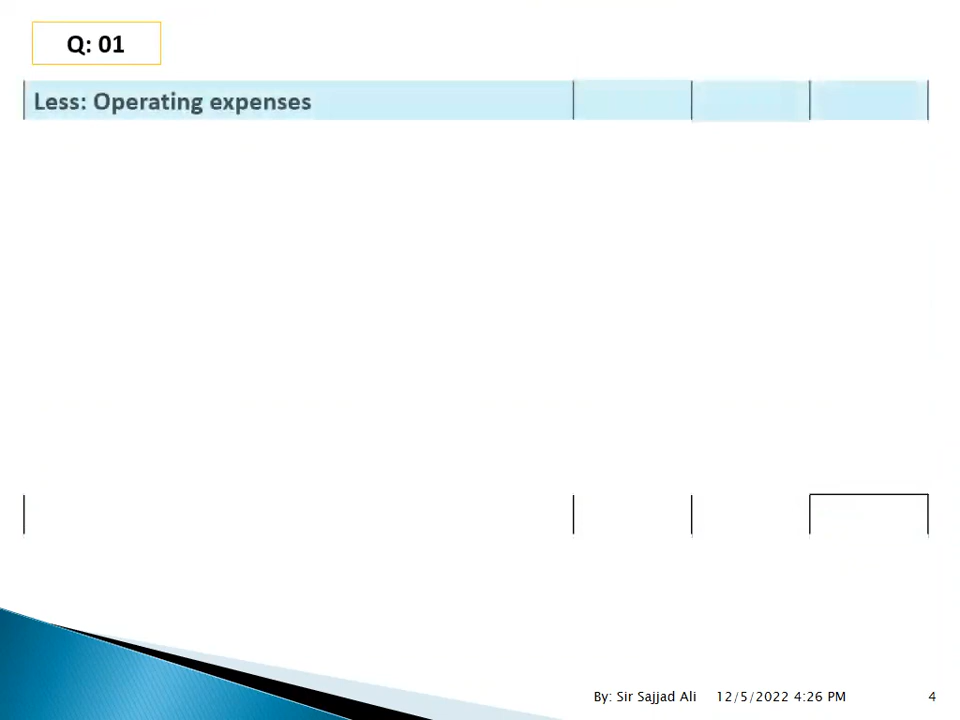 Q: 01
Less: Operating expenses
By: Sir Sajjad Ali 12/5/2022 4:26 PM 4